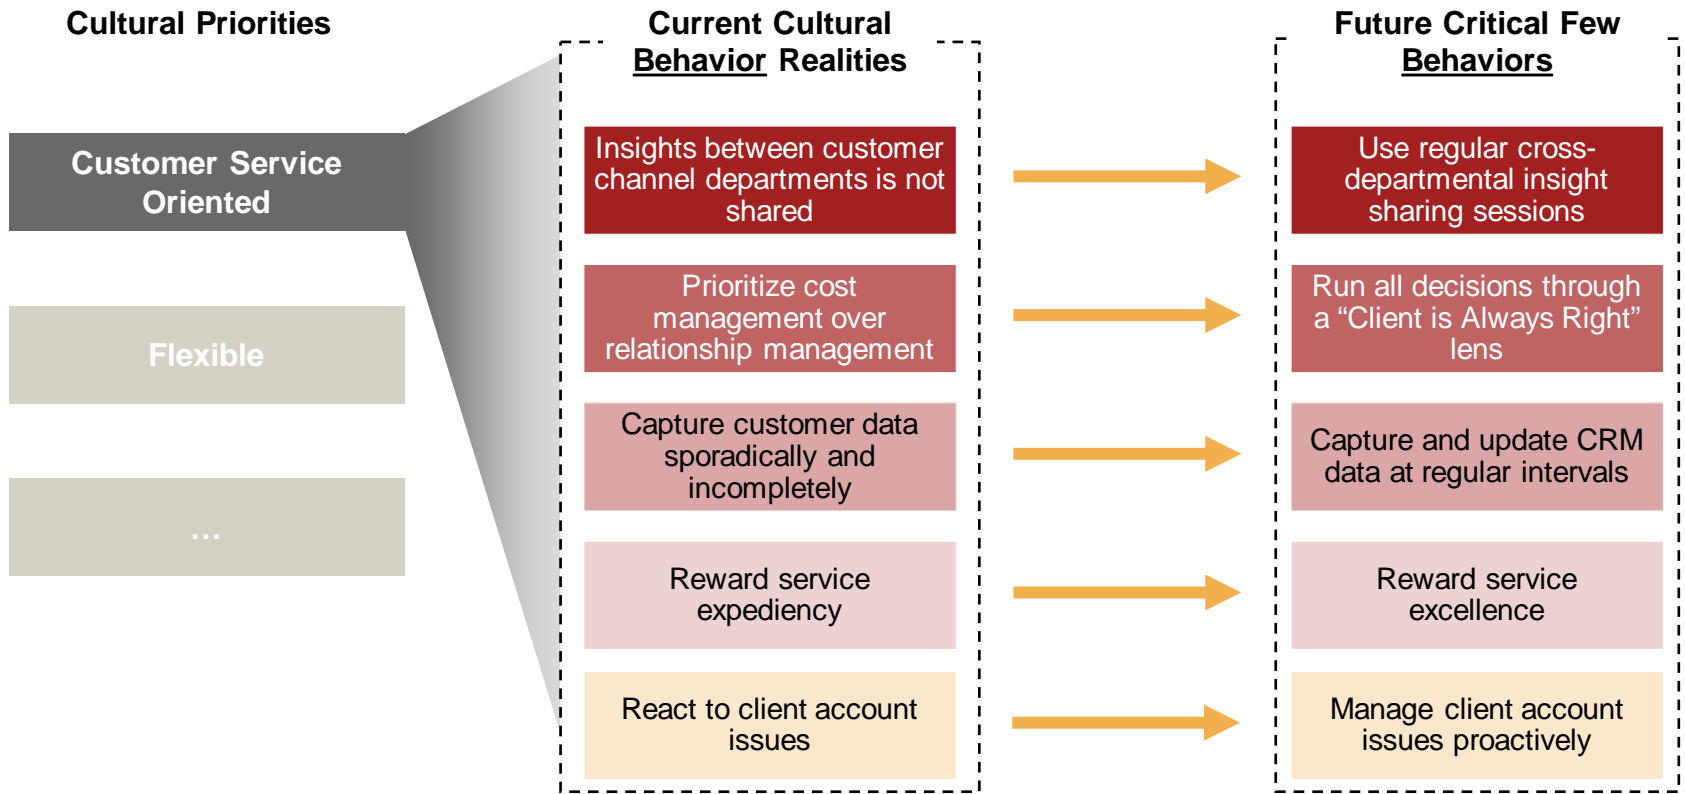 Cultural Priorities
Current Cultural
Behavior Realities
Future Critical Few
Behaviors
Customer Service
Oriented
Flexible
…
Insights between customer
channel departments is not
shared
Use regular cross-
departmental insight
sharing sessions
Prioritize cost
management over
relationship management
Run all decisions through
a “Client is Always Right”
lens
Capture customer data
sporadically and
incompletely
Capture and update CRM
data at regular intervals
Reward service
expediency
Reward service
excellence
React to client account
issues
Manage client account
issues proactively